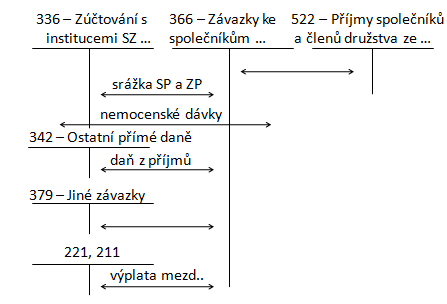 336 – Zúčtování s
institucemi SZ ...
366 – Závazky ke
společníkům ...
522 – Příjmy společníků
a členů družstva ze ...
srážka SP a ZP
nemocenské dávky
342 – Ostatní přímé daně
daň z příjmů
379 – Jiné závazky
221, 211
výplata mezd..